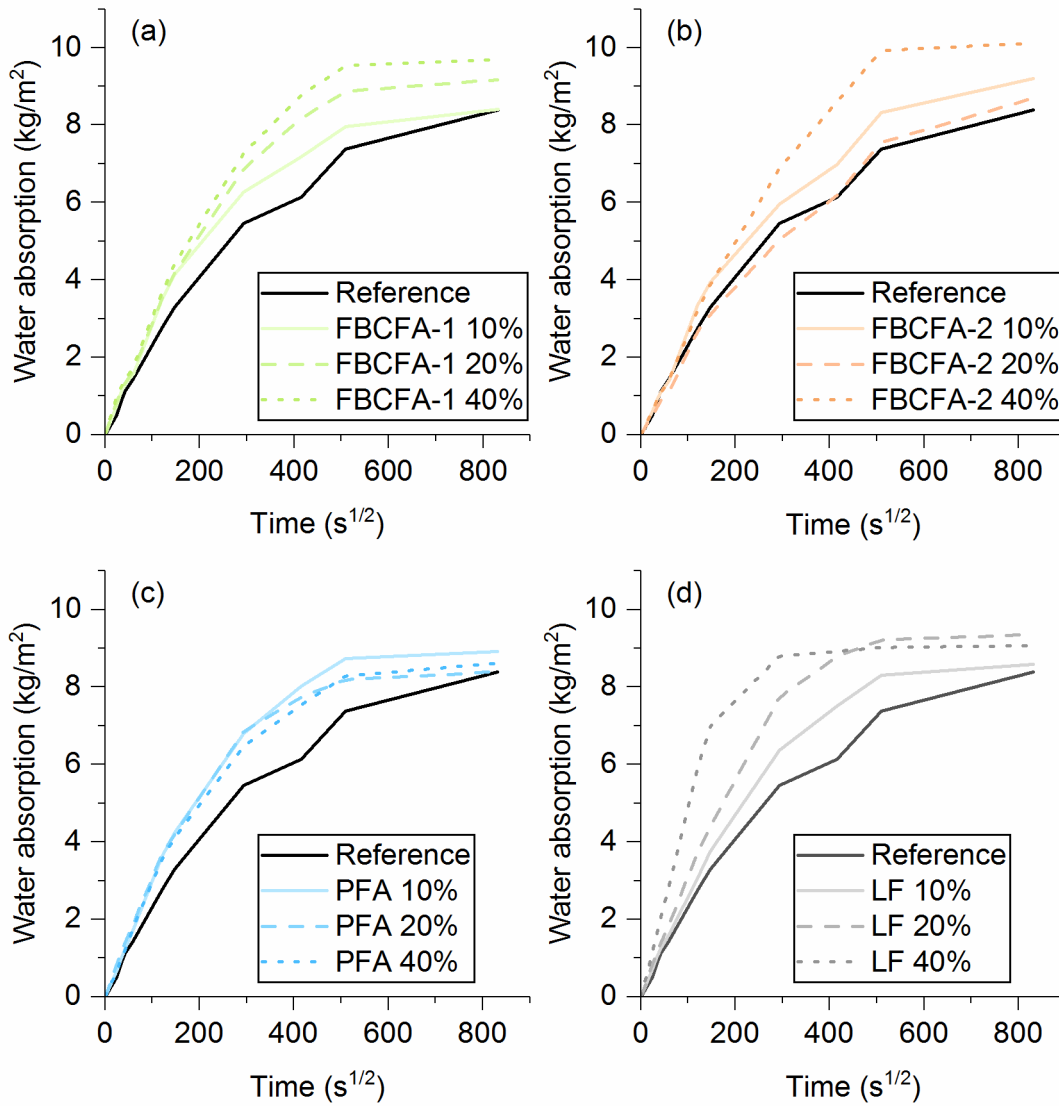 (a)
Water absorption (kg/m²)
10
8
6
4
2
0
Reference
FBCFA-1 10%
FBCFA-1 20%
FBCFA-1 40%
0 200 400 600 800
Time (s^{1/2})
(b)
Water absorption (kg/m²)
10
8
6
4
2
0
Reference
FBCFA-2 10%
FBCFA-2 20%
FBCFA-2 40%
0 200 400 600 800
Time (s^{1/2})
(c)
Water absorption (kg/m²)
10
8
6
4
2
0
Reference
PFA 10%
PFA 20%
PFA 40%
0 200 400 600 800
Time (s^{1/2})
(d)
Water absorption (kg/m²)
10
8
6
4
2
0
Reference
LF 10%
LF 20%
LF 40%
0 200 400 600 800
Time (s^{1/2})